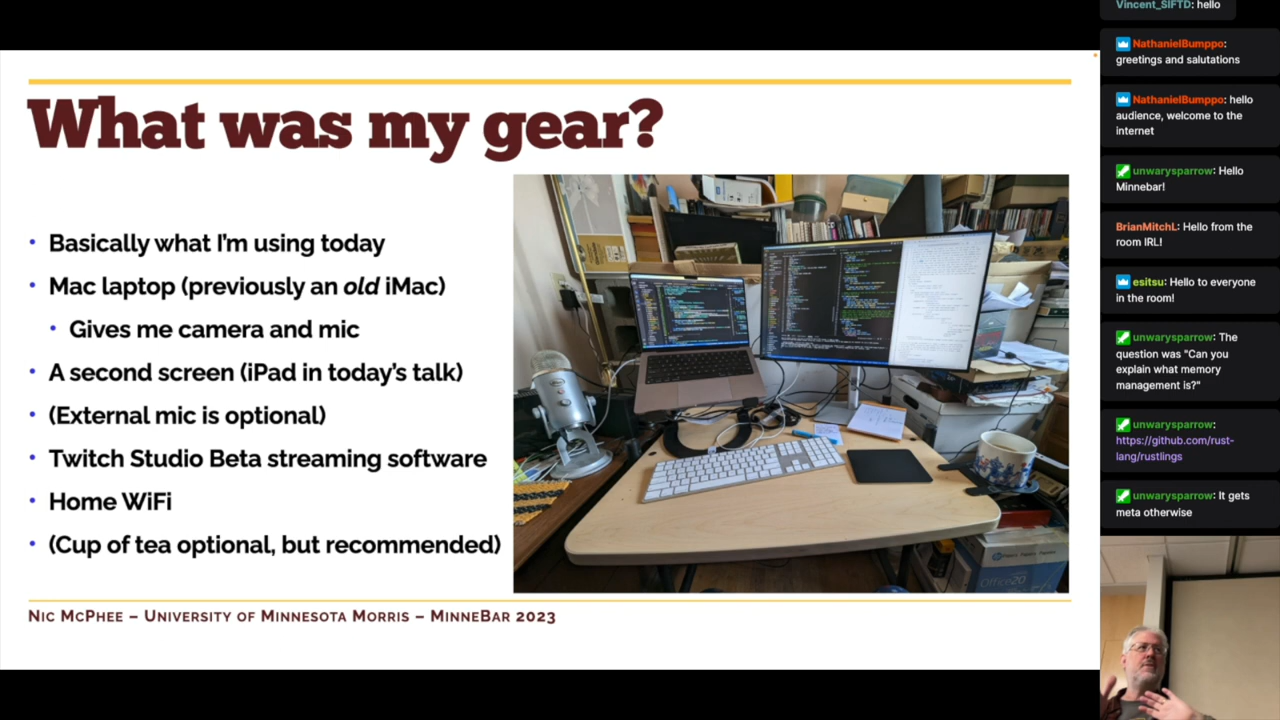 What was my gear?
• Basically what I'm using today
• Mac laptop (previously an old iMac)
• Gives me camera and mic
• A second screen (iPad in today's talk)
• (External mic is optional)
• Twitch Studio Beta streaming software
• Home WiFi
• (Cup of tea optional, but recommended)
Nic McPhee – University of Minnesota Morris – MinneBar 2023
Office20
Vincent_SIFTD: hello
NathanielBumppo:
greetings and salutations
NathanielBumppo: hello
audience, welcome to the
internet
unwarysparrow: Hello
Minnebar!
BrianMitchL: Hello from the
room IRL!
esitsu: Hello to everyone
in the room!
unwarysparrow: The
question was "Can you
explain what memory
management is?"
unwarysparrow:
https://github.com/rust-
lang/rustlings
unwarysparrow: It gets
meta otherwise